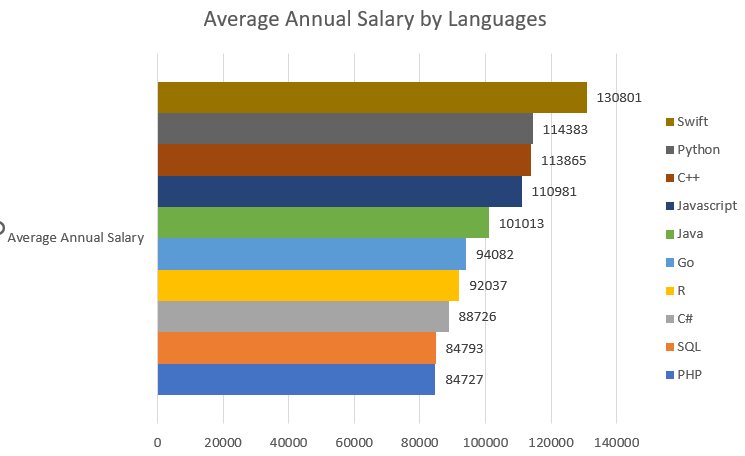 Average Annual Salary by Languages
130801
114383
113865
110981
101013
94082
92037
88726
84793
84727
Average Annual Salary
0 20000 40000 60000 80000 100000 120000 140000
Swift
Python
C++
Javascript
Java
Go
R
C#
SQL
PHP